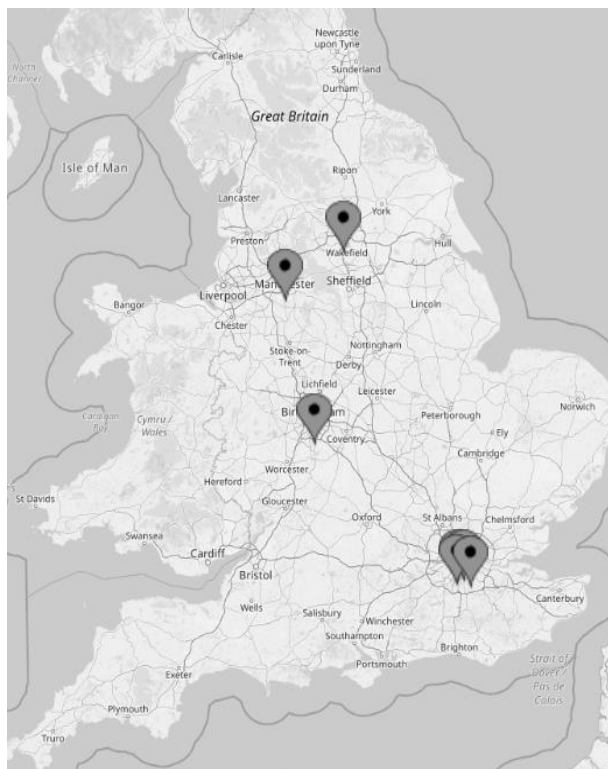 Newcastle
upon Tyne
North
Channel
Carlisle
Sunderland
Durham
Great Britain
Isle of Man
Ripon
Lancaster
York
Preston
Hull
Wakefield
Liverpool
Sheffield
Bangor
Chester
Lincoln
Stoke-
on-
Trent
Nottingham
Derby
Lichfield
Leicester
Norwich
Peterborough
Cymru /
Wales
Coventry
Ely
Cambridge
Worcester
Hereford
St Davids
Gloucester
Oxford
St Albans
Chelmsford
Swansea
Cardiff
Bristol
Canterbury
Wells
Salisbury
Winchester
Southampton
Brighton
Portsmouth
Strait of
Dover /
Pas de
Calais
Exeter
Plymouth
Truro